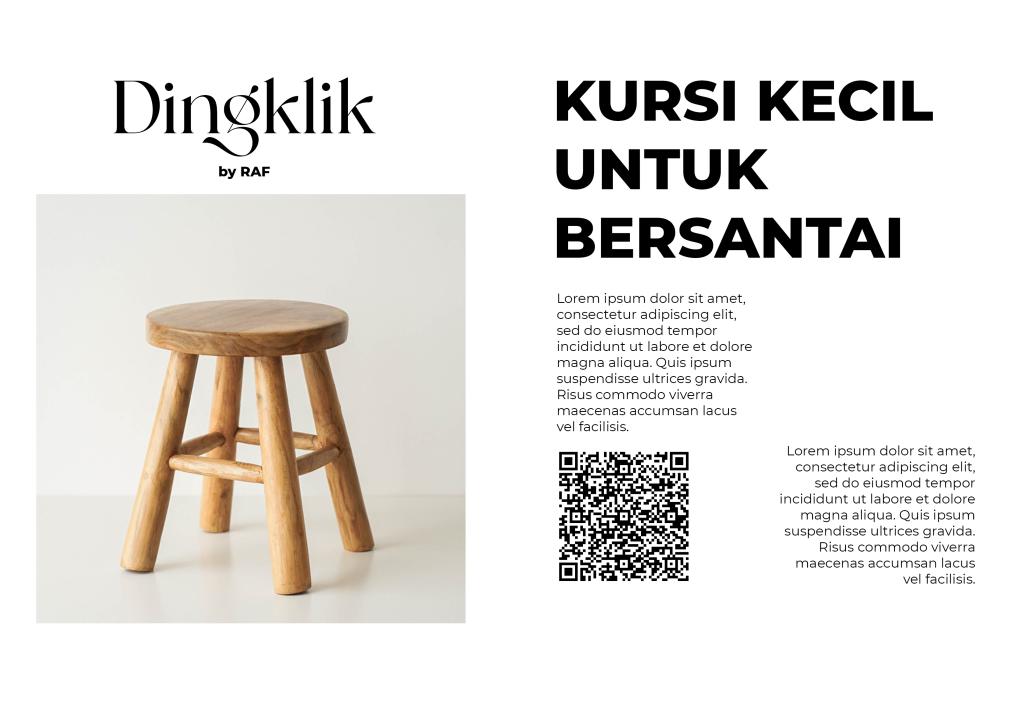 Dingklik
by RAF
KURSI KECIL
UNTUK
BERSANTAI
Lorem ipsum dolor sit amet,
consectetur adipiscing elit,
sed do eiusmod tempor
incididunt ut labore et dolore
magna aliqua. Quis ipsum
suspendisse ultrices gravida.
Risus commodo viverra
maecenas accumsan lacus
vel facilisis.
Lorem ipsum dolor sit amet,
consectetur adipiscing elit,
sed do eiusmod tempor
incididunt ut labore et dolore
magna aliqua. Quis ipsum
suspendisse ultrices gravida.
Risus commodo viverra
maecenas accumsan lacus
vel facilisis.